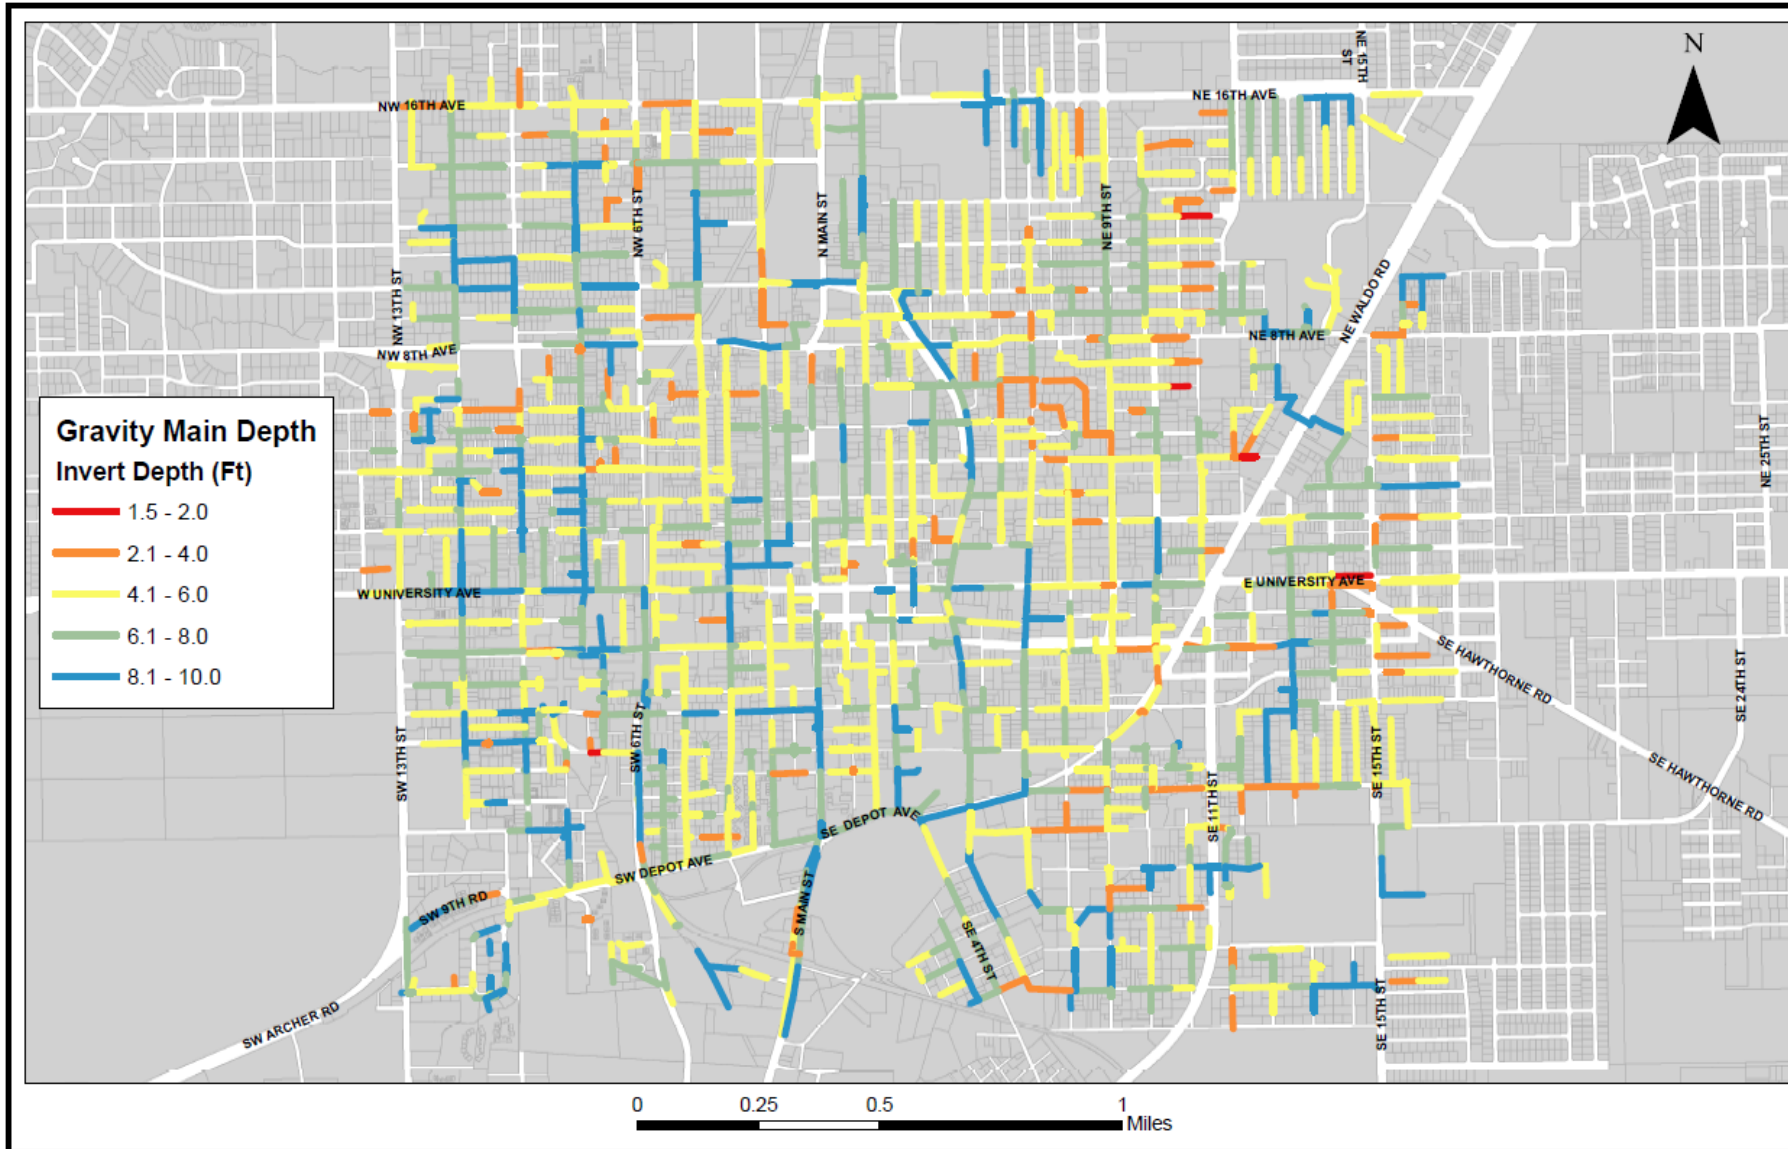 N
NE 15TH
ST
NW 16TH AVE
NE 16TH AVE
NW 6TH ST
N MAIN ST
NE 9TH ST
NW 13TH ST
NE WALDO RD
NE 8TH AVE
NW 8TH AVE
NE 25TH ST
Gravity Main Depth
Invert Depth (Ft)
1.5 - 2.0
2.1 - 4.0
4.1 - 6.0
6.1 - 8.0
8.1 - 10.0
W UNIVERSITY AVE
E UNIVERSITY AVE
SE HAWTHORNE RD
SE 24TH ST
SW 13TH ST
SW 6TH ST
SE 15TH ST
SE HAWTHORNE RD
SE 11TH ST
SE DEPOT AVE
SW DEPOT AVE
SW 9TH RD
S MAIN ST
SE 4TH ST
SW ARCHER RD
SE 15TH ST
0 0.25 0.5 1
Miles